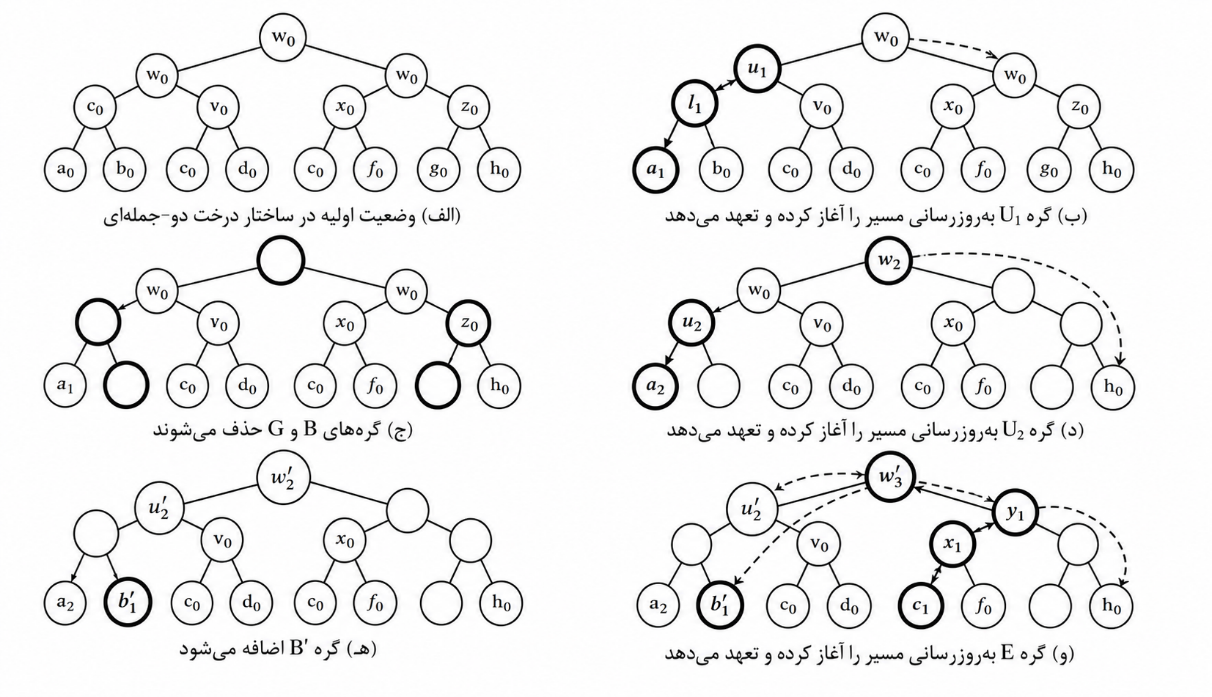 w₀
w₀ w₀
c₀ v₀ x₀ z₀
a₀ b₀ c₀ d₀ c₀ f₀ g₀ h₀
(الف) وضعیت اولیه در ساختار درخت دو-جمله‌ای
w₀
u₁ w₀
l₁ v₀ x₀ z₀
a₁ b₀ c₀ d₀ c₀ f₀ g₀ h₀
(ب) گره U₁ به‌روزرسانی مسیر را آغاز کرده و تعهد می‌دهد
w₀ w₀
v₀ x₀ z₀
a₁ c₀ d₀ c₀ f₀ h₀
(ج) گره‌های B و G حذف می‌شوند
w₂
w₀
u₂ v₀ x₀
a₂ c₀ d₀ c₀ f₀ h₀
(د) گره U₂ به‌روزرسانی مسیر را آغاز کرده و تعهد می‌دهد
w′₂
u′₂
v₀ x₀
a₂ b′₁ c₀ d₀ c₀ f₀ h₀
(هـ) گره B′ اضافه می‌شود
w′₃
u′₂ y₁
v₀ x₁
a₂ b′₁ c₀ d₀ c₁ f₀ h₀
(و) گره E به‌روزرسانی مسیر را آغاز کرده و تعهد می‌دهد